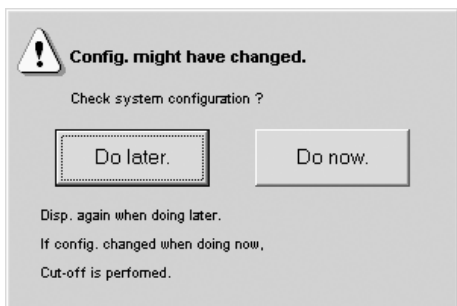 Config. might have changed.
Check system configuration ?
Do later.
Do now.
Disp. again when doing later.
If config. changed when doing now,
Cut-off is perfomed.